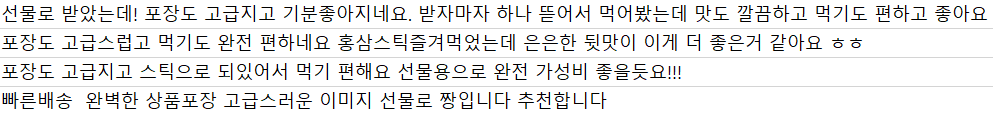 선물로 받았는데! 포장도 고급지고 기분좋아지네요. 받자마자 하나 뜯어서 먹어봤는데 맛도 깔끔하고 먹기도 편하고 좋아요
포장도 고급스럽고 먹기도 완전 편하네요 홍삼스틱즐겨먹었는데 은은한 뒷맛이 이게 더 좋은거 같아요 ㅎㅎ
포장도 고급지고 스틱으로 되있어서 먹기 편해요 선물용으로 완전 가성비 좋을듯요!!!
빠른배송  완벽한 상품포장 고급스러운 이미지 선물로 짱입니다 추천합니다